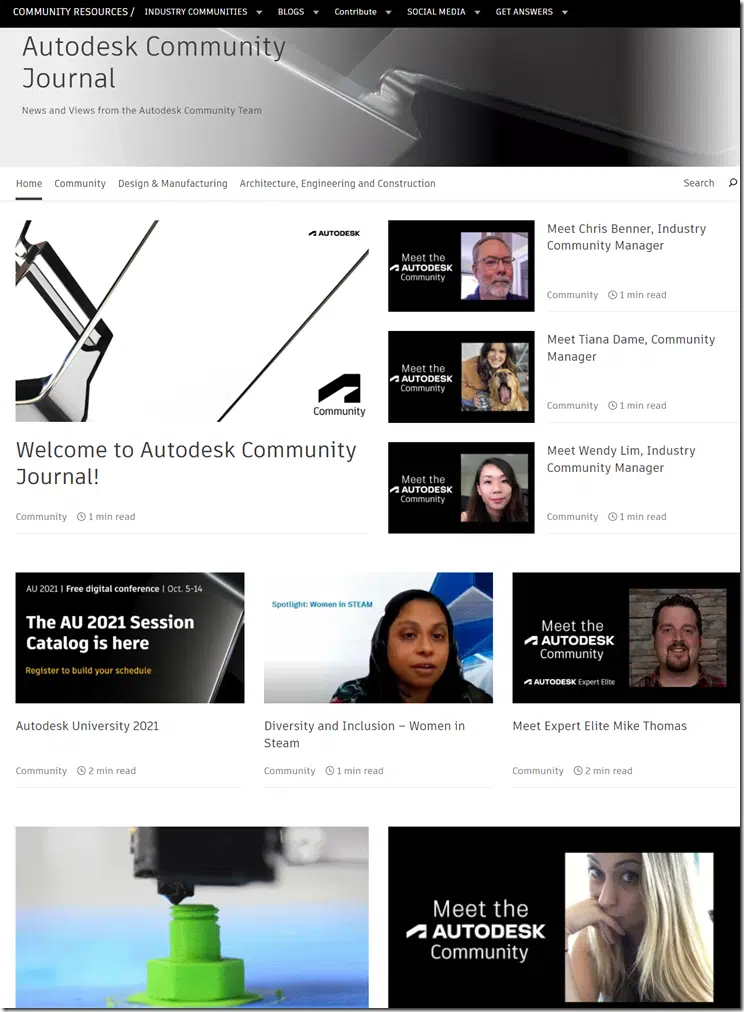 COMMUNITY RESOURCES / INDUSTRY COMMUNITIES BLOGS Contribute SOCIAL MEDIA GET ANSWERS
Autodesk Community
Journal
News and Views from the Autodesk Community Team
Home Community Design & Manufacturing Architecture, Engineering and Construction Search
AUTODESK
Community
Welcome to Autodesk Community
Journal!
Community 1 min read
Meet the
AUTODESK
Community
Meet Chris Benner, Industry
Community Manager
Community 1 min read
Meet the
AUTODESK
Community
Meet Tiana Dame, Community
Manager
Community 1 min read
Meet the
AUTODESK
Community
Meet Wendy Lim, Industry
Community Manager
Community 1 min read
AU 2021 | Free digital conference | Oct. 5-14
The AU 2021 Session
Catalog is here
Register to build your schedule
Autodesk University 2021
Community 2 min read
Spotlight: Women in STEAM
Diversity and Inclusion – Women in
Steam
Community 1 min read
Meet the
AUTODESK
Community
AUTODESK Expert Elite
Meet Expert Elite Mike Thomas
Community 2 min read
Meet the
AUTODESK
Community